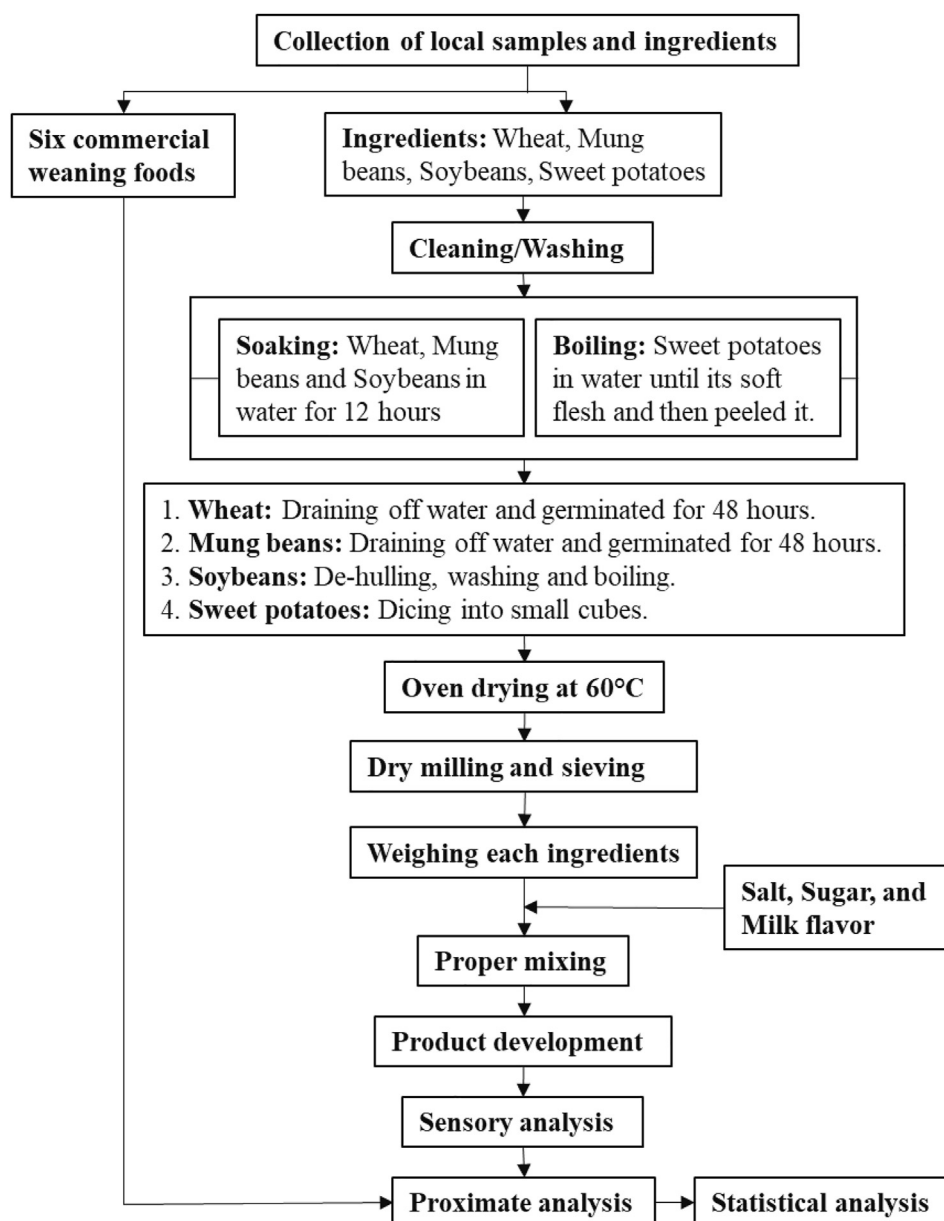 Collection of local samples and ingredients
Six commercial
weaning foods
Ingredients: Wheat, Mung
beans, Soybeans, Sweet potatoes
Cleaning/Washing
Soaking: Wheat, Mung
beans and Soybeans in
water for 12 hours
Boiling: Sweet potatoes
in water until its soft
flesh and then peeled it.
1. Wheat: Draining off water and germinated for 48 hours.
2. Mung beans: Draining off water and germinated for 48 hours.
3. Soybeans: De-hulling, washing and boiling.
4. Sweet potatoes: Dicing into small cubes.
Oven drying at 60°C
Dry milling and sieving
Weighing each ingredients
Salt, Sugar, and
Milk flavor
Proper mixing
Product development
Sensory analysis
Proximate analysis
Statistical analysis